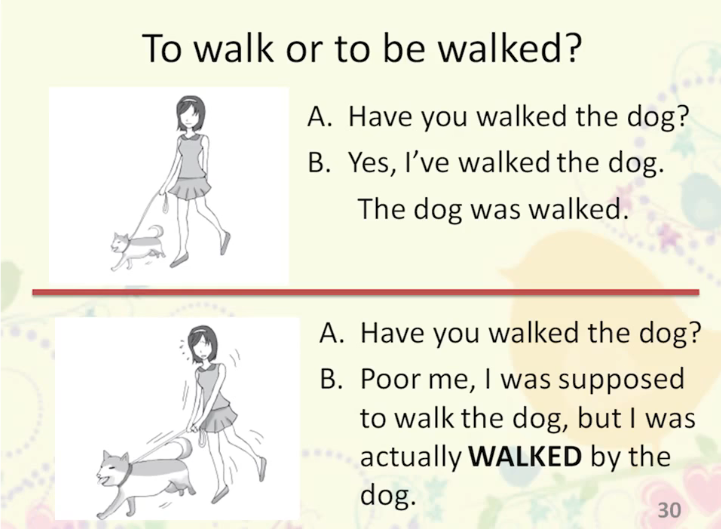 To walk or to be walked?
A. Have you walked the dog?
B. Yes, I've walked the dog.
The dog was walked.
A. Have you walked the dog?
B. Poor me, I was supposed
to walk the dog, but I was
actually WALKED by the
dog.
30